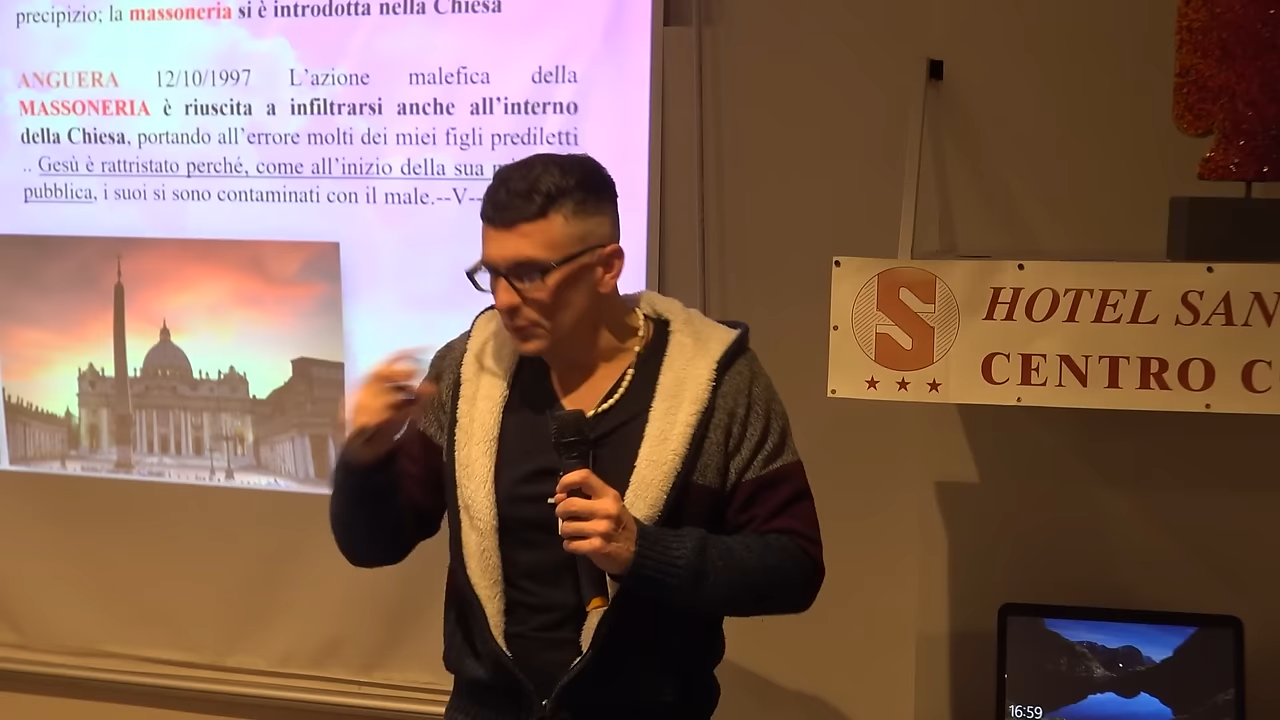 precipizio; la massoneria si è introdotta nella Chiesa
ANGUERA 12/10/1997 L'azione malefica della
MASSONERIA è riuscita a infiltrarsi anche all'interno
della Chiesa, portando all'errore molti dei miei figli prediletti
.. Gesù è rattristato perché, come all'inizio della sua
pubblica, i suoi si sono contaminati con il male.--V--
S
HOTEL SAN
CENTRO C
16:59